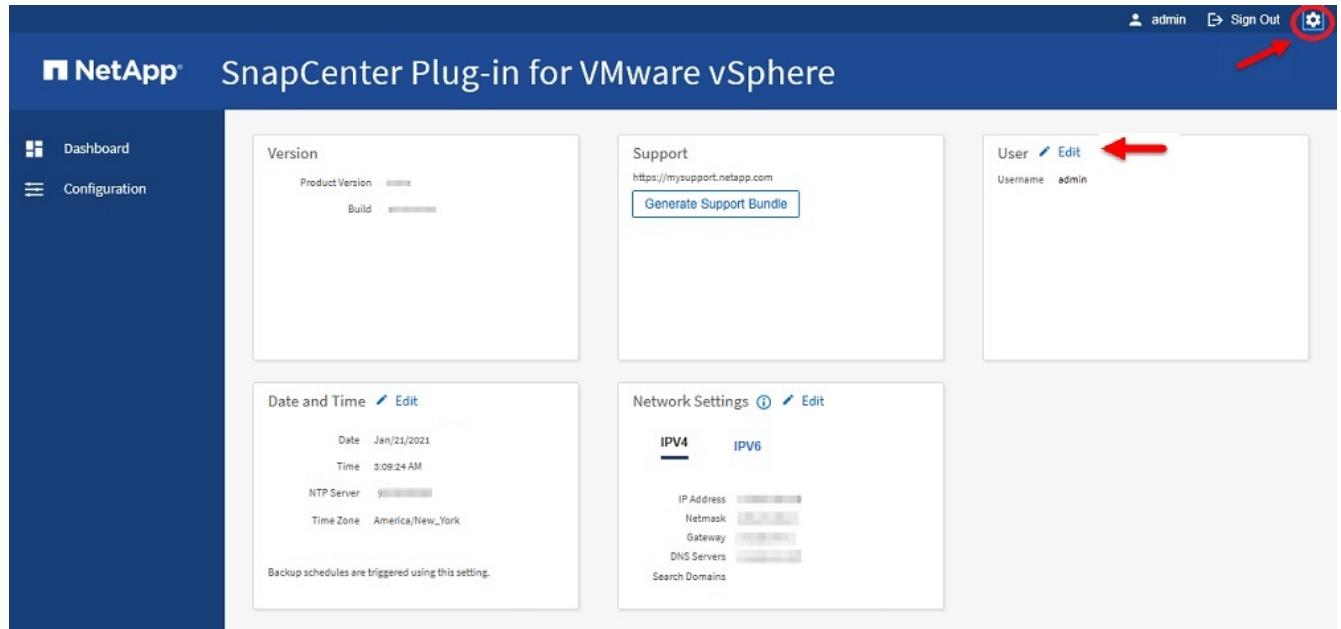 admin Sign Out
NetApp SnapCenter Plug-in for VMware vSphere
Dashboard
Configuration
Version
Product Version
Build
Support
https://mysupport.netapp.com
Generate Support Bundle
User Edit
Username admin
Date and Time Edit
Date Jan/21/2021
Time 3:09:24 AM
NTP Server
Time Zone America/New_York
Backup schedules are triggered using this setting.
Network Settings Edit
IPV4 IPV6
IP Address
Netmask
Gateway
DNS Servers
Search Domains